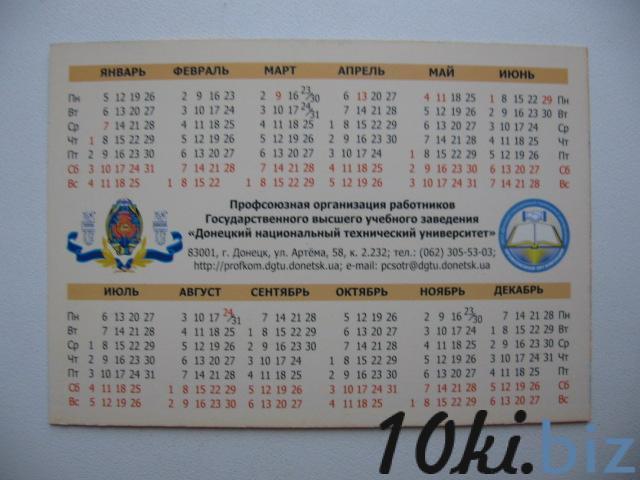 ЯНВАРЬ ФЕВРАЛЬ МАРТ АПРЕЛЬ МАЙ ИЮНЬ
Пн 5 12 19 26 2 9 16 23 2 9 16 23/30 6 13 20 27 4 11 18 25 1 8 15 22 29 Пн
Вт 6 13 20 27 3 10 17 24 3 10 17 24/31 7 14 21 28 5 12 19 26 2 9 16 23 30 Вт
Ср 7 14 21 28 4 11 18 25 4 11 18 25 1 8 15 22 29 6 13 20 27 3 10 17 24 Ср
Чт 1 8 15 22 29 5 12 19 26 5 12 19 26 2 9 16 23 30 7 14 21 28 4 11 18 25 Чт
Пт 2 9 16 23 30 6 13 20 27 6 13 20 27 3 10 17 24 1 8 15 22 29 5 12 19 26 Пт
Сб 3 10 17 24 31 7 14 21 28 7 14 21 28 4 11 18 25 2 9 16 23 30 6 13 20 27 Сб
Вс 4 11 18 25 1 8 15 22 1 8 15 22 29 5 12 19 26 3 10 17 24 31 7 14 21 28 Вс
Профсоюзная организация работников
Государственного высшего учебного заведения
«Донецкий национальный технический университет»
83001, г. Донецк, ул. Артёма, 58, к. 2.232; тел.: (062) 305-53-03;
http://profkom.dgtu.donetsk.ua; e-mail: pcsotr@dgtu.donetsk.ua
ИЮЛЬ АВГУСТ СЕНТЯБРЬ ОКТЯБРЬ НОЯБРЬ ДЕКАБРЬ
Пн 6 13 20 27 3 10 17 24/31 7 14 21 28 5 12 19 26 2 9 16 23/30 7 14 21 28 Пн
Вт 7 14 21 28 4 11 18 25 1 8 15 22 29 6 13 20 27 3 10 17 24 1 8 15 22 29 Вт
Ср 1 8 15 22 29 5 12 19 26 2 9 16 23 30 7 14 21 28 4 11 18 25 2 9 16 23 30 Ср
Чт 2 9 16 23 30 6 13 20 27 3 10 17 24 1 8 15 22 29 5 12 19 26 3 10 17 24 31 Чт
Пт 3 10 17 24 31 7 14 21 28 4 11 18 25 2 9 16 23 30 6 13 20 27 4 11 18 25 Пт
Сб 4 11 18 25 1 8 15 22 29 5 12 19 26 3 10 17 24 31 7 14 21 28 5 12 19 26 Сб
Вс 5 12 19 26 2 9 16 23 30 6 13 20 27 4 11 18 25 1 8 15 22 29 6 13 20 27 Вс
10ki.biz